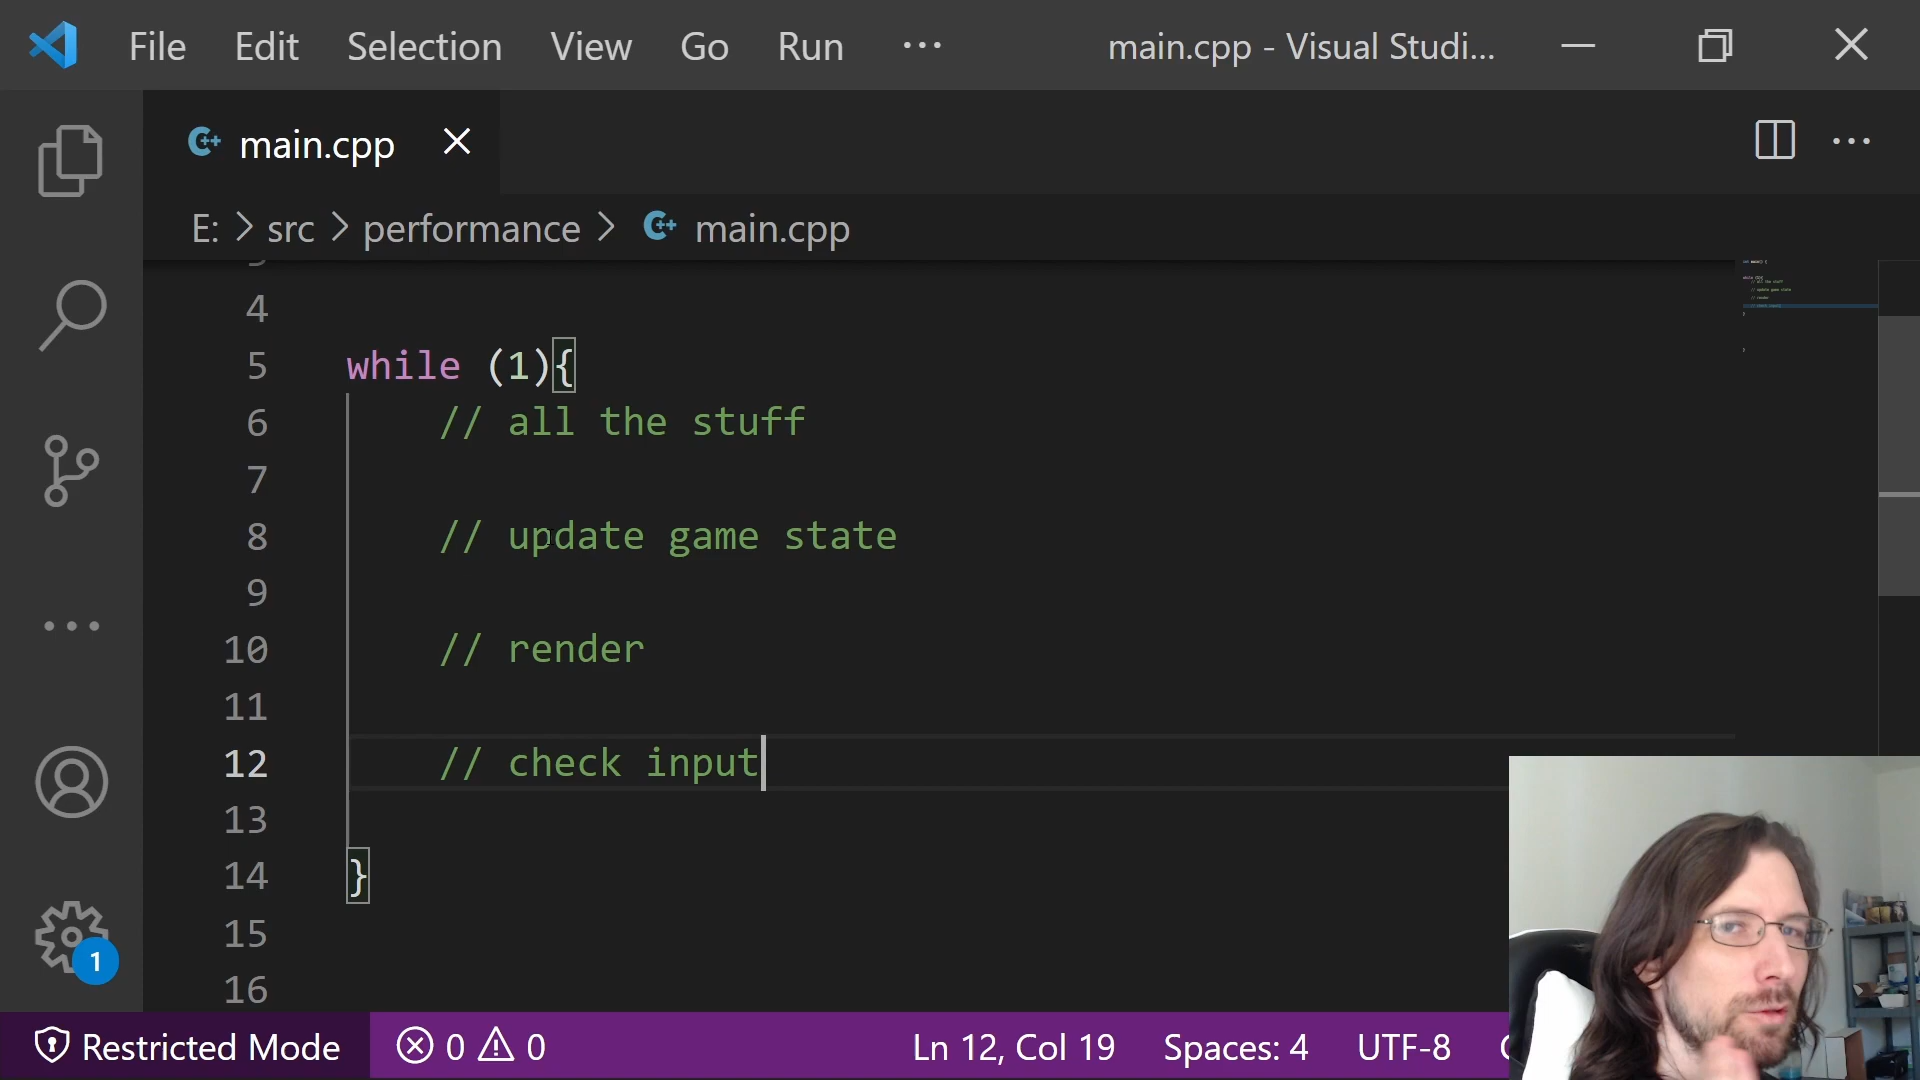 File Edit Selection View Go Run ··· main.cpp - Visual Studi...
main.cpp
E: > src > performance > main.cpp
4
5 while (1){
6 // all the stuff
7
8 // update game state
9
10 // render
11
12 // check input
13
14 }
15
16
1
Restricted Mode 0 0 Ln 12, Col 19 Spaces: 4 UTF-8